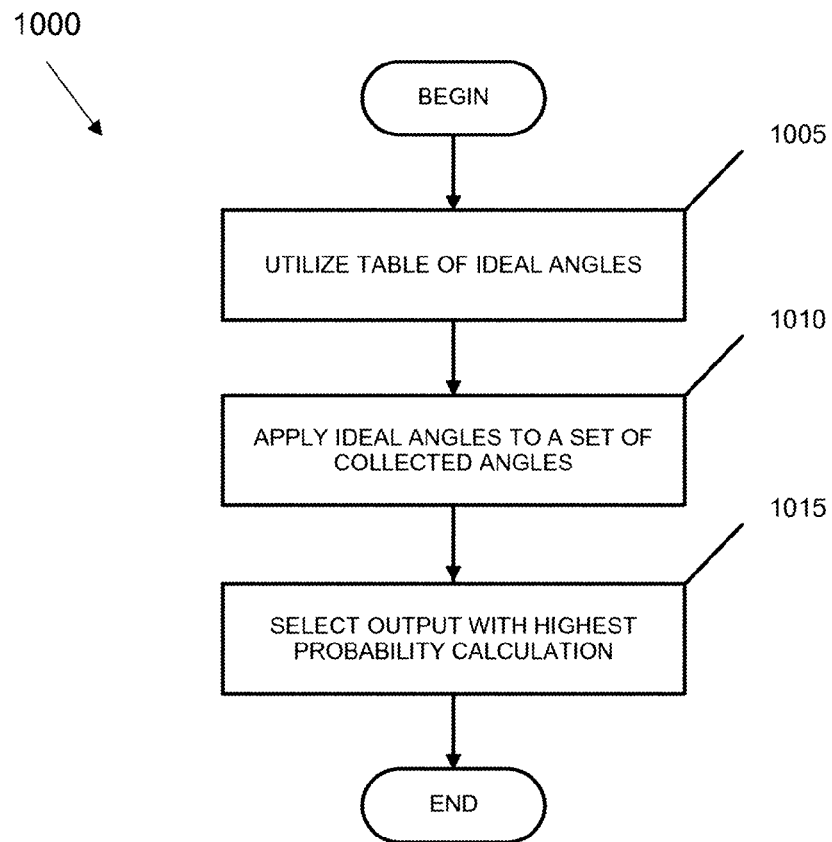 1000
BEGIN
1005
UTILIZE TABLE OF IDEAL ANGLES
1010
APPLY IDEAL ANGLES TO A SET OF
COLLECTED ANGLES
1015
SELECT OUTPUT WITH HIGHEST
PROBABILITY CALCULATION
END